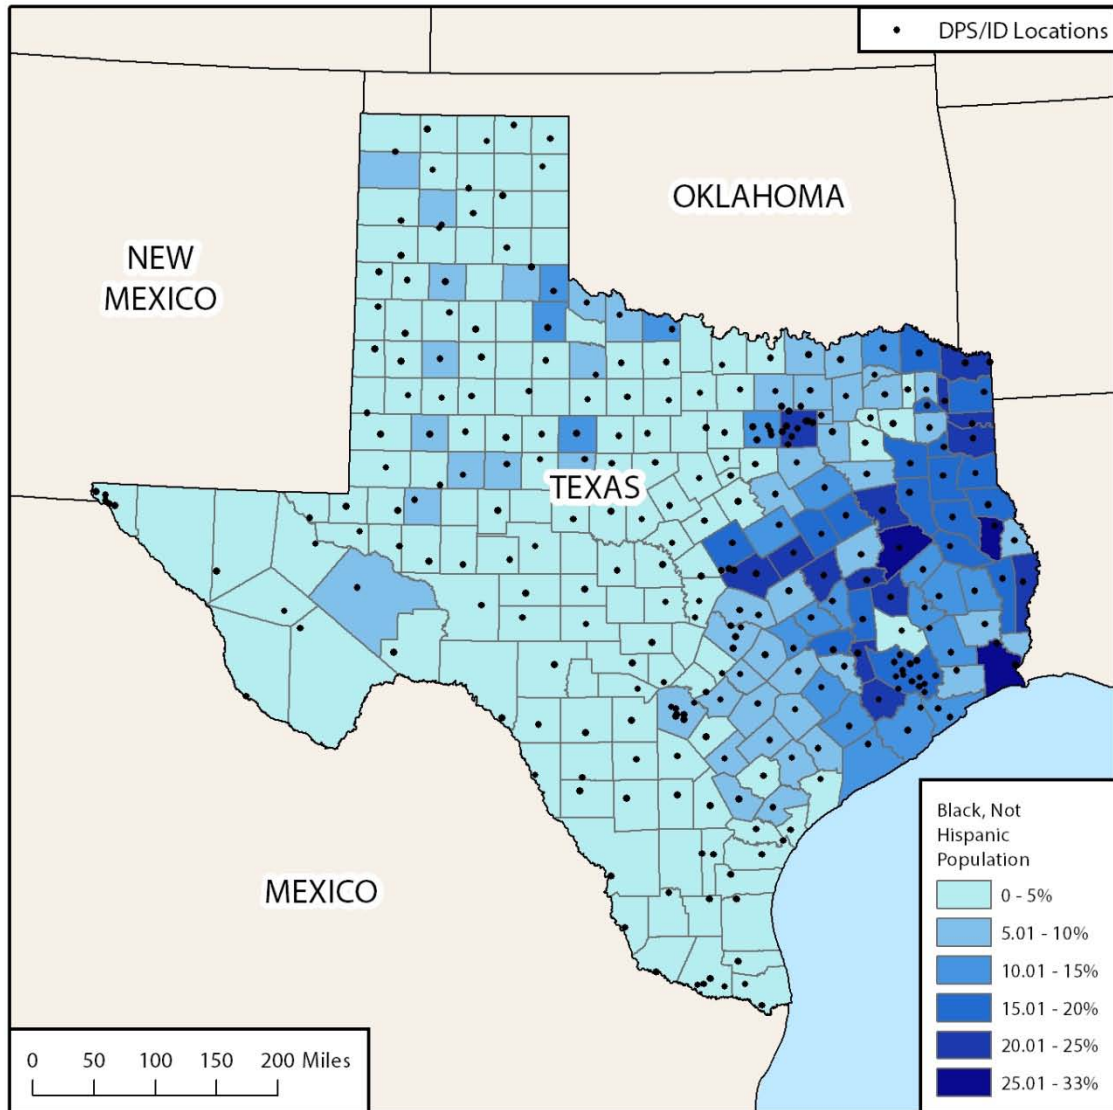 DPS/ID Locations
OKLAHOMA
NEW
MEXICO
TEXAS
MEXICO
Black, Not
Hispanic
Population
0 - 5%
5.01 - 10%
10.01 - 15%
15.01 - 20%
20.01 - 25%
25.01 - 33%
0 50 100 150 200 Miles